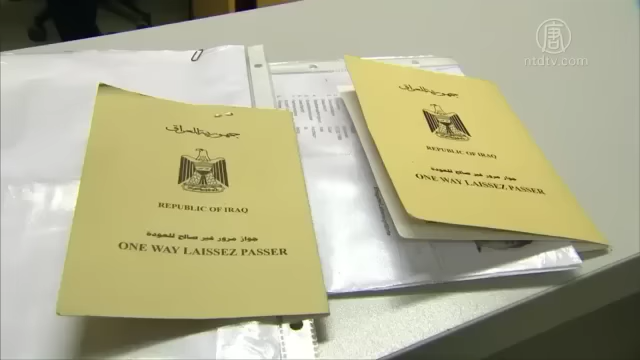 唐
ntdtv.com
جمهورية العراق
REPUBLIC OF IRAQ
جواز مرور غير صالح للعودة
ONE WAY LAISSEZ PASSER
جمهورية العراق
REPUBLIC OF IRAQ
جواز مرور غير صالح للعودة
ONE WAY LAISSEZ PASSER